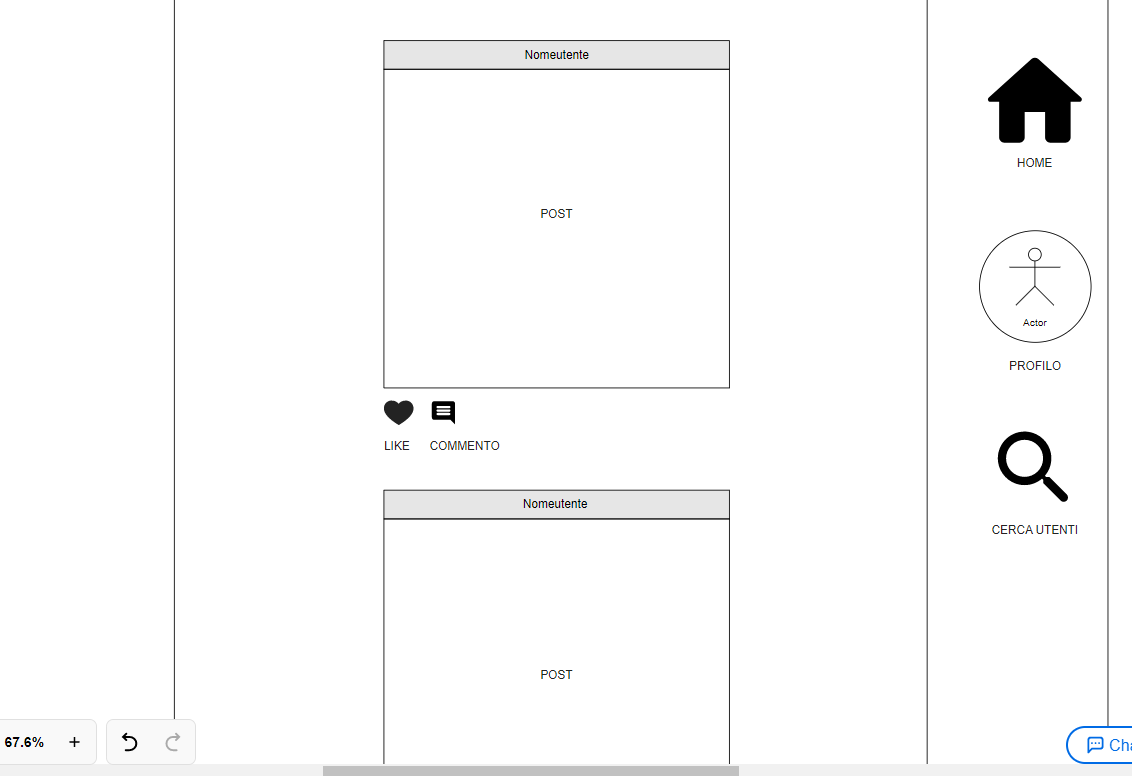 Nomeutente
POST
LIKE
COMMENTO
Nomeutente
POST
HOME
Actor
PROFILO
CERCA UTENTI
67.6%
+